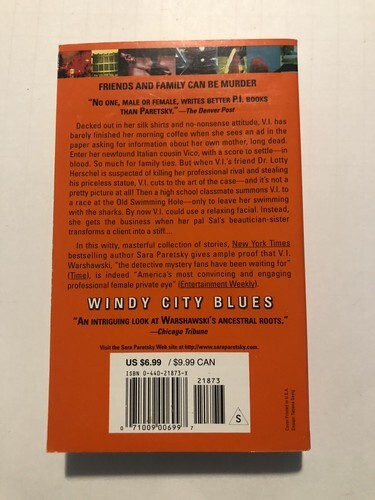 FRIENDS AND FAMILY CAN BE MURDER
"NO ONE, MALE OR FEMALE, WRITES BETTER P.I. BOOKS
THAN PARETSKY."—The Denver Post
Decked out in her silk shirts and no-nonsense attitude, V.I. has
barely finished her morning coffee when she sees an ad in the
paper asking for information about her own mother, long dead.
Enter her newfound Italian cousin Vico, with a score to settle—in
blood. So much for family ties. But when V.I.'s friend Dr. Lotty
Herschel is suspected of killing her professional rival and stealing
his priceless statue, V.I. cuts to the art of the case—and it's not a
pretty picture at all! Then a high school classmate summons V.I. to
a race at the Old Swimming Hole—only to leave her swimming
with the sharks. By now V.I. could use a relaxing facial. Instead,
she gets the business when her pal Sal's beautician-sister
transforms a client into a stiff...
In this witty, masterful collection of stories, New York Times
bestselling author Sara Paretsky gives ample proof that V.I.
Warshawski, "the detective mystery fans have been waiting for"
(Time), is indeed "America's most convincing and engaging
professional female private eye" (Entertainment Weekly).
WINDY CITY BLUES
"AN INTRIGUING LOOK AT WARSHAWSKI'S ANCESTRAL ROOTS."
—Chicago Tribune
Visit the Sara Paretsky Web site at http://www.saraparetsky.com
US $6.99 / $9.99 CAN
ISBN 0-440-21873-X
21873
7 71009 00699 7
S
Cover Printed in U.S.A.